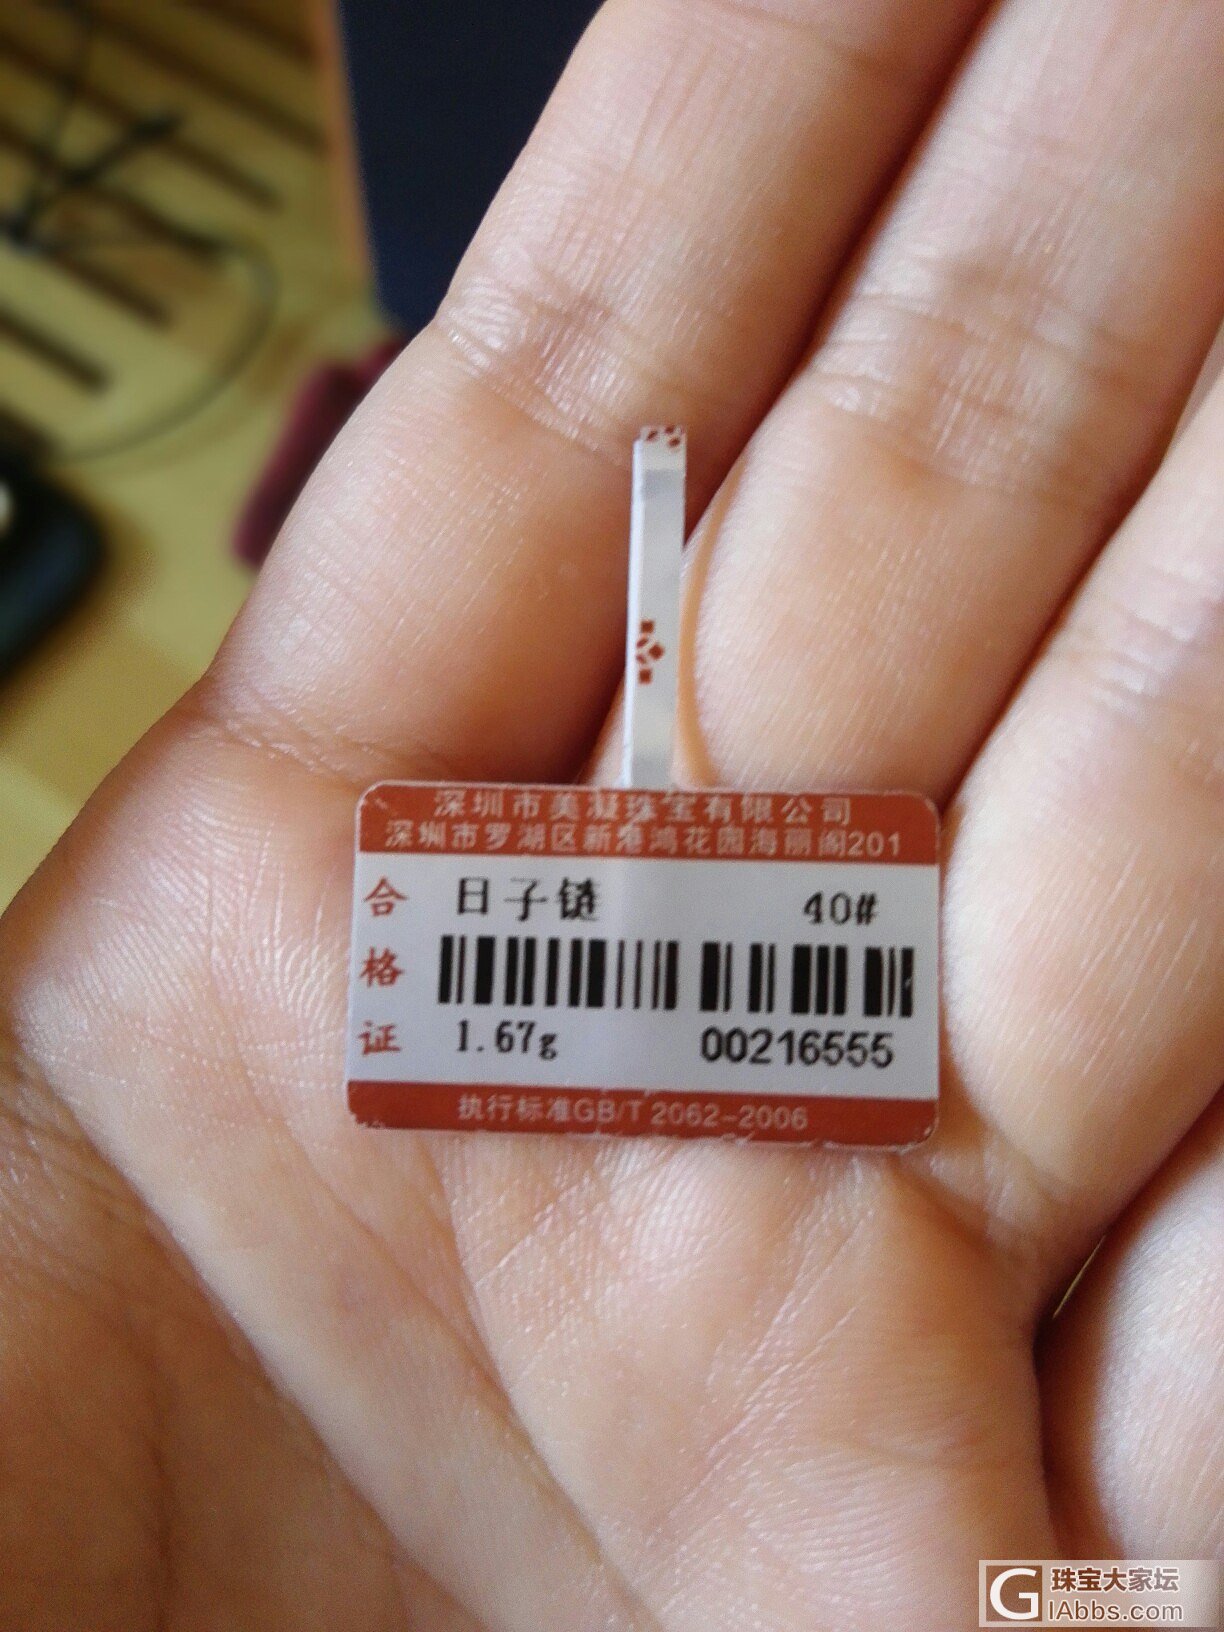 深圳市美凝珠宝有限公司
深圳市罗湖区新港鸿花园海丽阁201
合格证
日子链 40#
1.67g 00216555
执行标准GB/T 2062-2006
G 珠宝大家坛
IAbbs.com